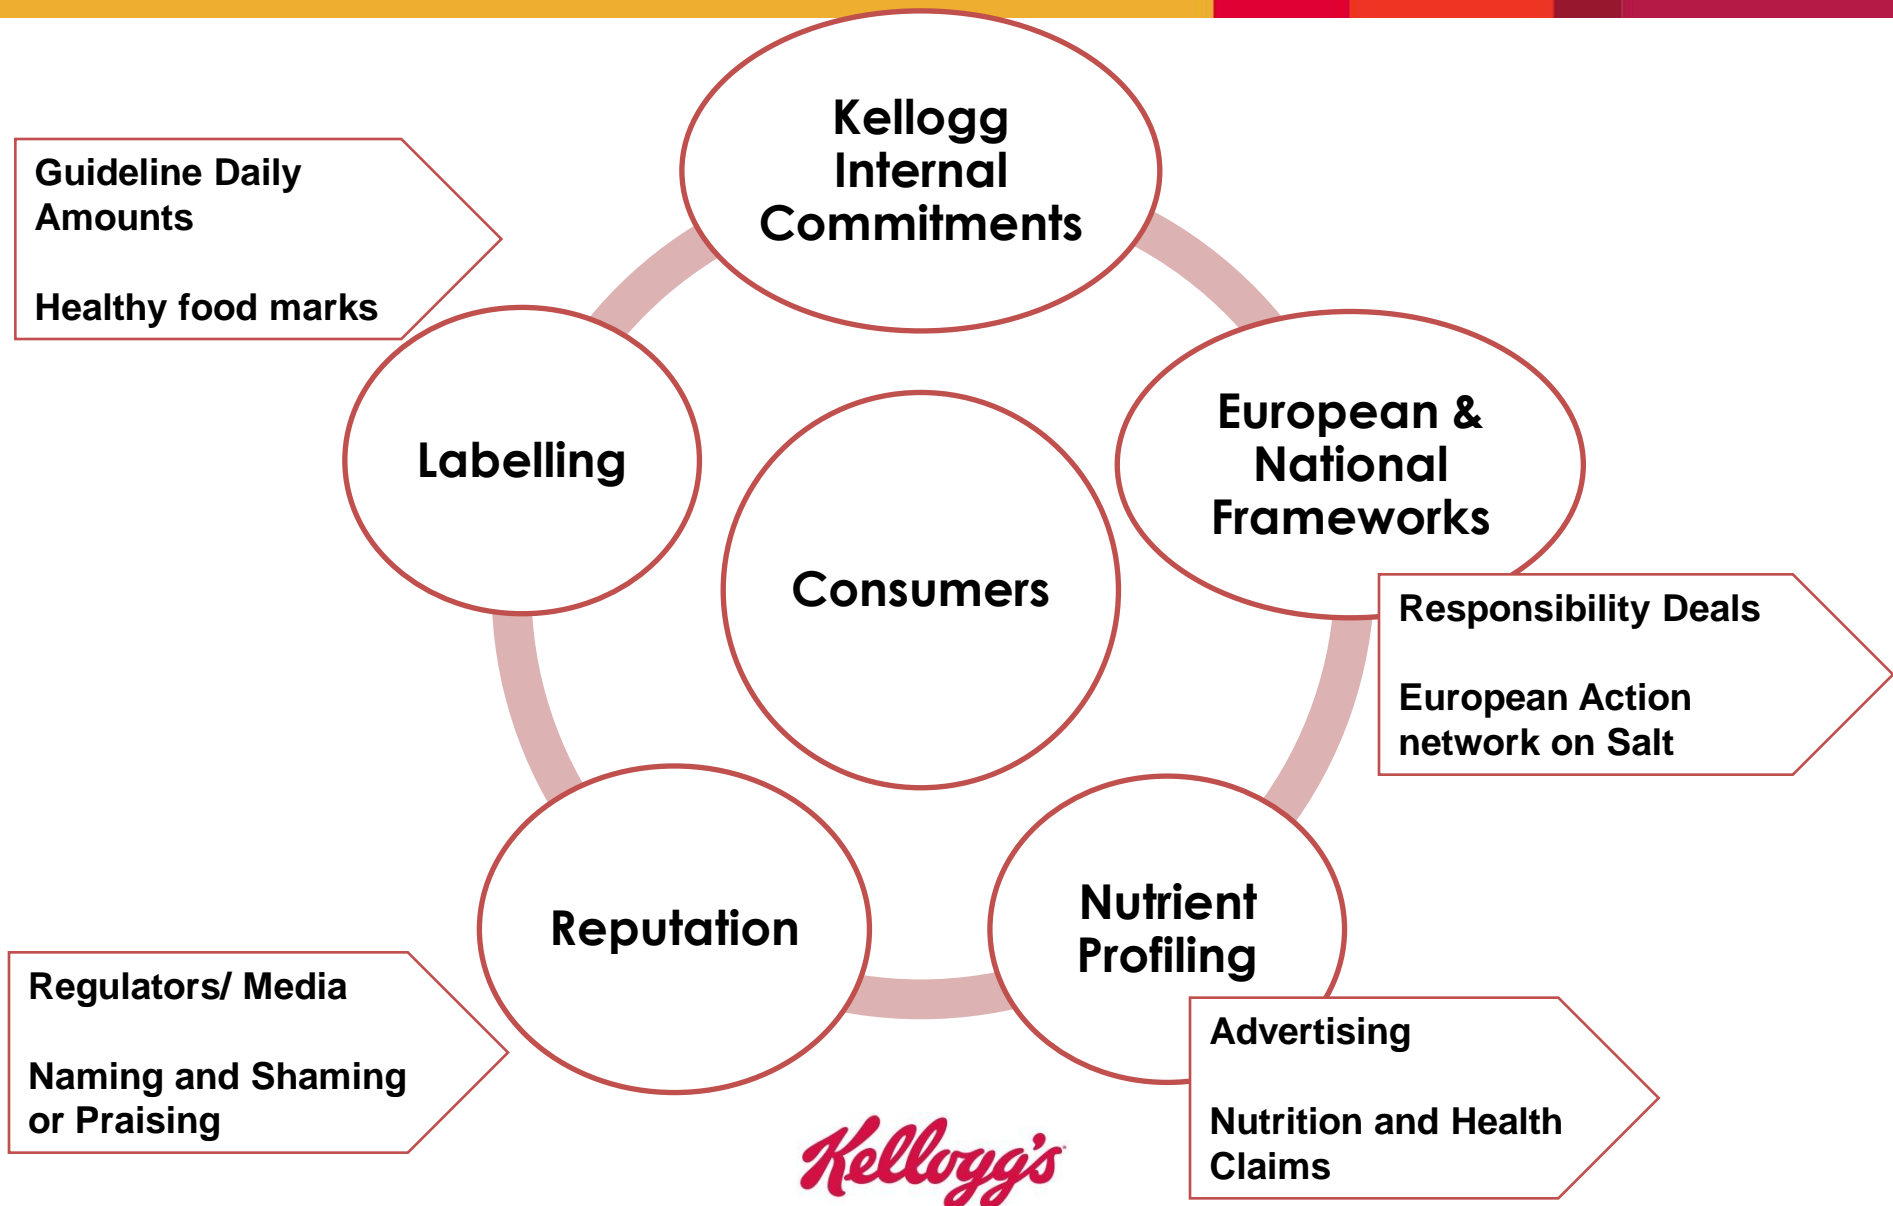 Kellogg
Internal
Commitments
Guideline Daily
Amounts
Healthy food marks
Labelling
European &
National
Frameworks
Consumers
Responsibility Deals
European Action
network on Salt
Reputation
Nutrient
Profiling
Regulators/ Media
Naming and Shaming
or Praising
Advertising
Nutrition and Health
Claims
Kellogg's